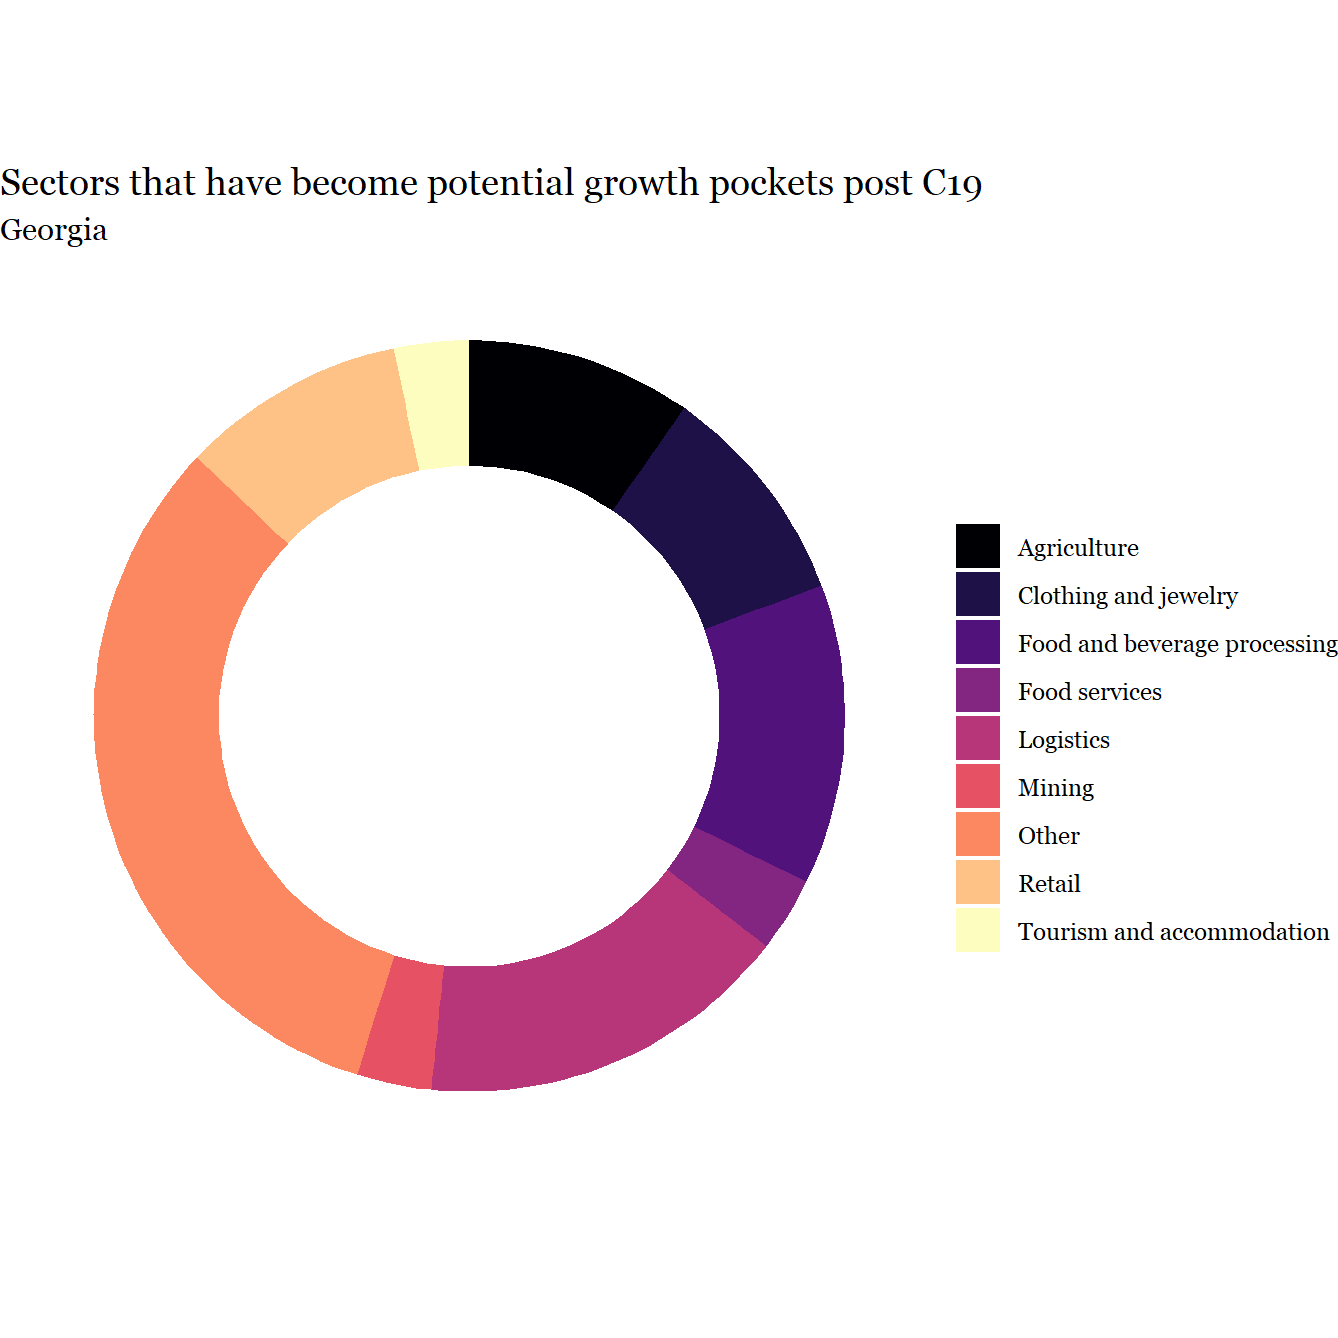 Sectors that have become potential growth pockets post C19
Georgia
Agriculture
Clothing and jewelry
Food and beverage processing
Food services
Logistics
Mining
Other
Retail
Tourism and accommodation